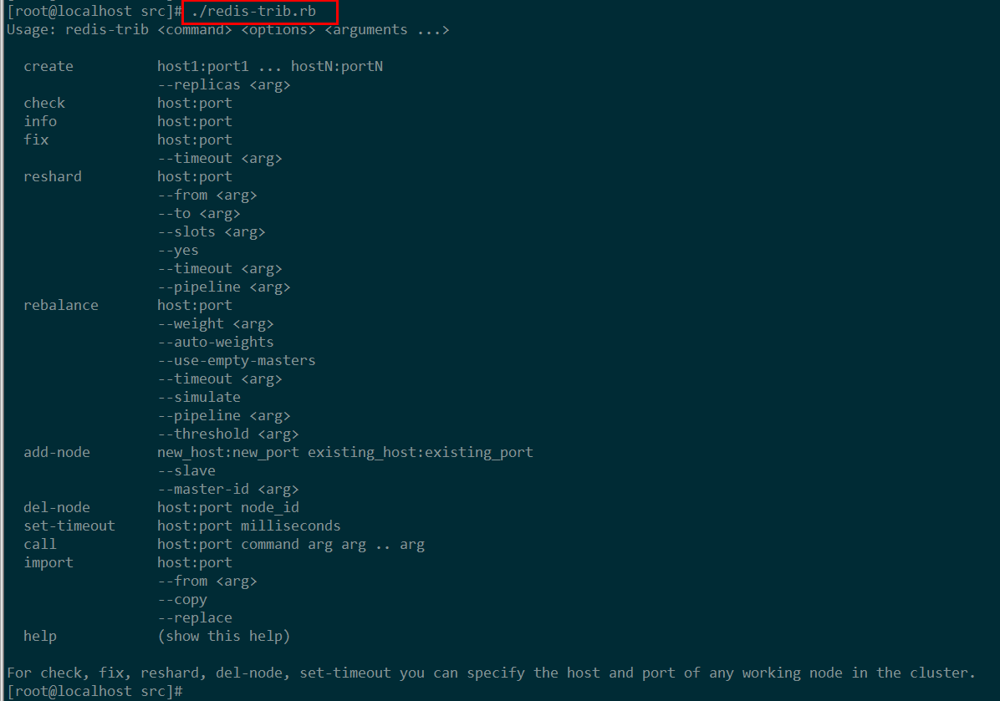 [root@localhost src]# ./redis-trib.rb
Usage: redis-trib <command> <options> <arguments ...>
create host1:port1 ... hostN:portN
--replicas <arg>
check host:port
info host:port
fix host:port
--timeout <arg>
reshard host:port
--from <arg>
--to <arg>
--slots <arg>
--yes
--timeout <arg>
--pipeline <arg>
rebalance host:port
--weight <arg>
--auto-weights
--use-empty-masters
--timeout <arg>
--simulate
--pipeline <arg>
--threshold <arg>
add-node new_host:new_port existing_host:existing_port
--slave
--master-id <arg>
del-node host:port node_id
set-timeout host:port milliseconds
call host:port command arg arg .. arg
import host:port
--from <arg>
--copy
--replace
help (show this help)
For check, fix, reshard, del-node, set-timeout you can specify the host and port of any working node in the cluster.
[root@localhost src]#